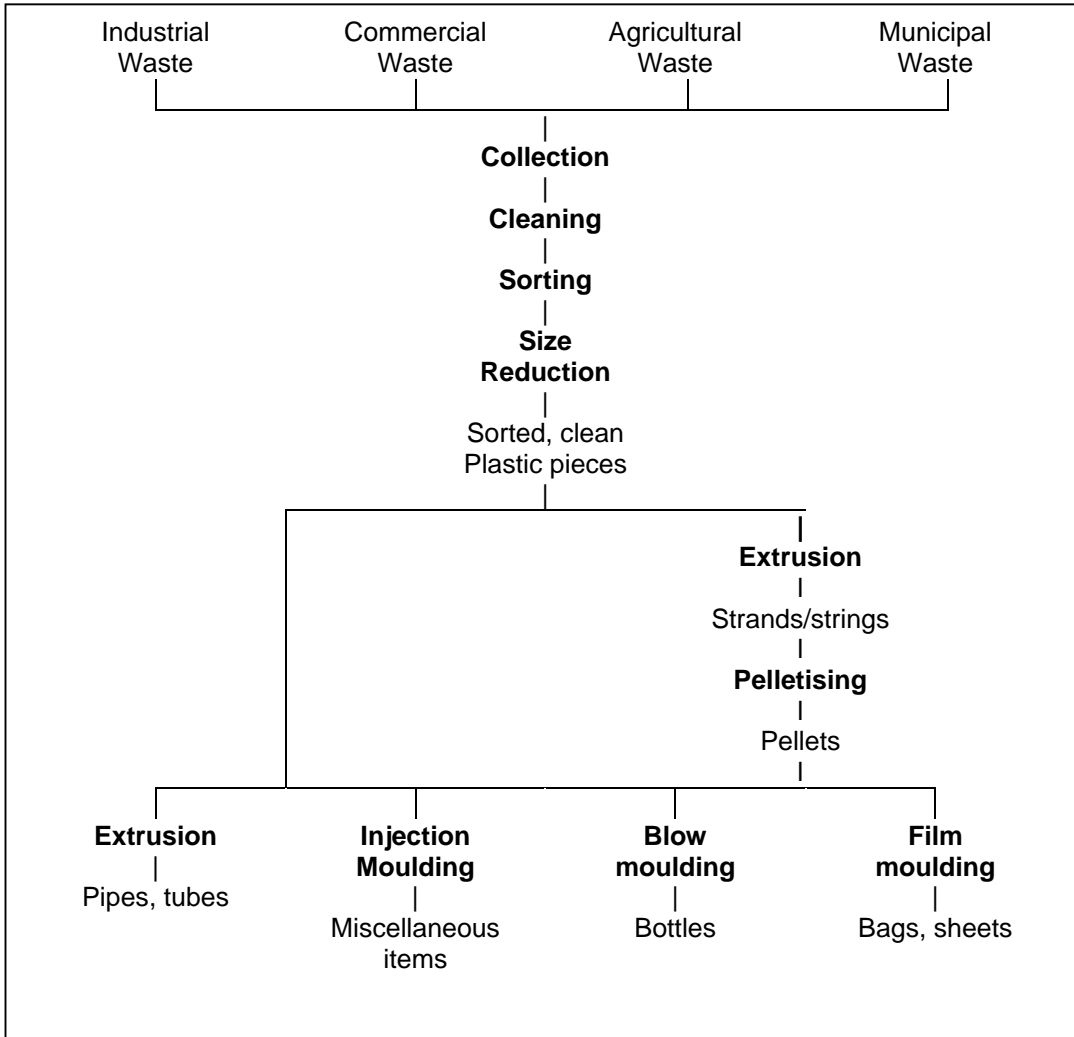 Industrial Waste
Commercial Waste
Agricultural Waste
Municipal Waste
Collection
Cleaning
Sorting
Size
Reduction
Sorted, clean
Plastic pieces
Extrusion
Strands/strings
Pelletising
Pellets
Extrusion
Pipes, tubes
Injection
Moulding
Miscellaneous
items
Blow
moulding
Bottles
Film
moulding
Bags, sheets